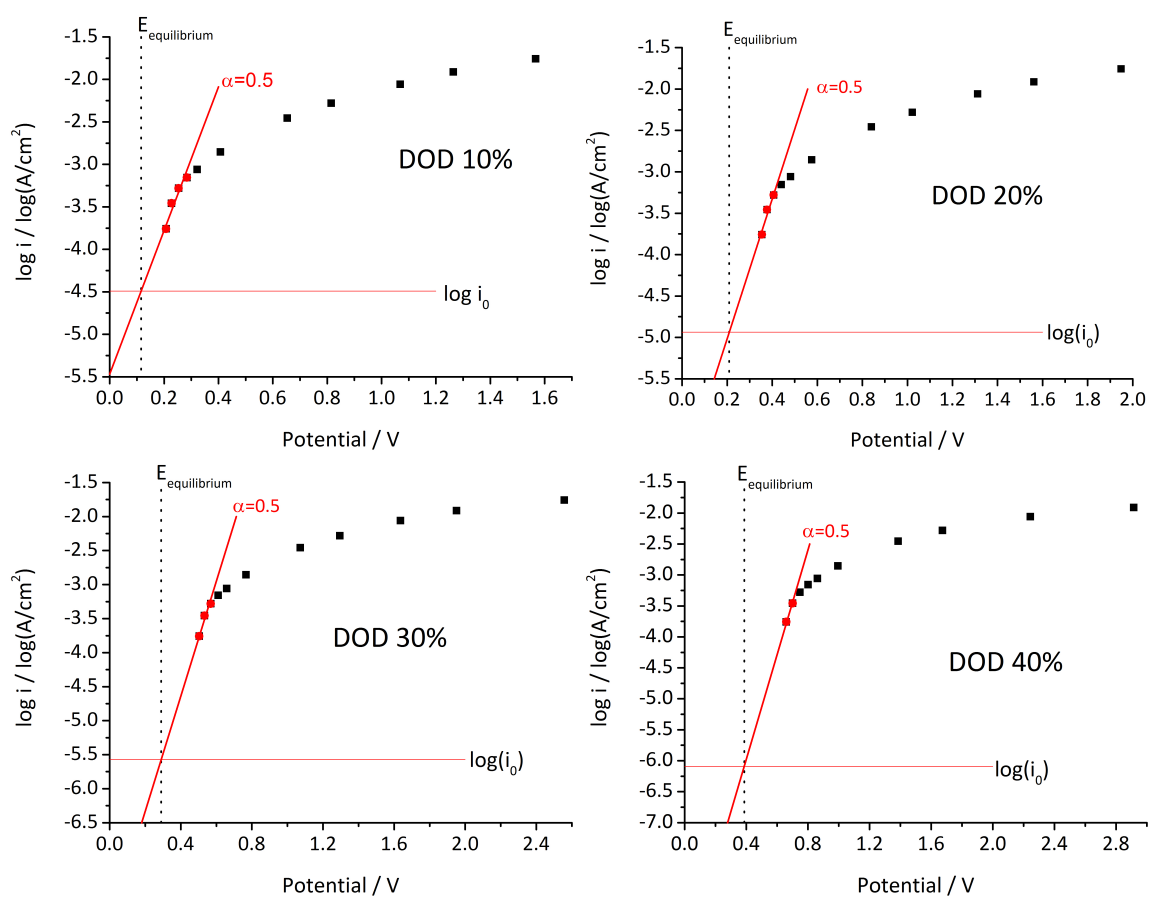 E equilibrium
-1.5
-2.0
-2.5
-3.0
-3.5
-4.0
-4.5
-5.0
-5.5
log i / log(A/cm²)
α=0.5
DOD 10%
log i₀
0.0 0.2 0.4 0.6 0.8 1.0 1.2 1.4 1.6
Potential / V
E equilibrium
-1.5
-2.0
-2.5
-3.0
-3.5
-4.0
-4.5
-5.0
-5.5
log i / log(A/cm²)
α=0.5
DOD 20%
log(i₀)
0.0 0.2 0.4 0.6 0.8 1.0 1.2 1.4 1.6 1.8 2.0
Potential / V
E equilibrium
-1.5
-2.0
-2.5
-3.0
-3.5
-4.0
-4.5
-5.0
-5.5
-6.0
-6.5
log i / log(A/cm²)
α=0.5
DOD 30%
log(i₀)
0.0 0.4 0.8 1.2 1.6 2.0 2.4
Potential / V
E equilibrium
-1.5
-2.0
-2.5
-3.0
-3.5
-4.0
-4.5
-5.0
-5.5
-6.0
-6.5
-7.0
log i / log(A/cm²)
α=0.5
DOD 40%
log(i₀)
0.0 0.4 0.8 1.2 1.6 2.0 2.4 2.8
Potential / V